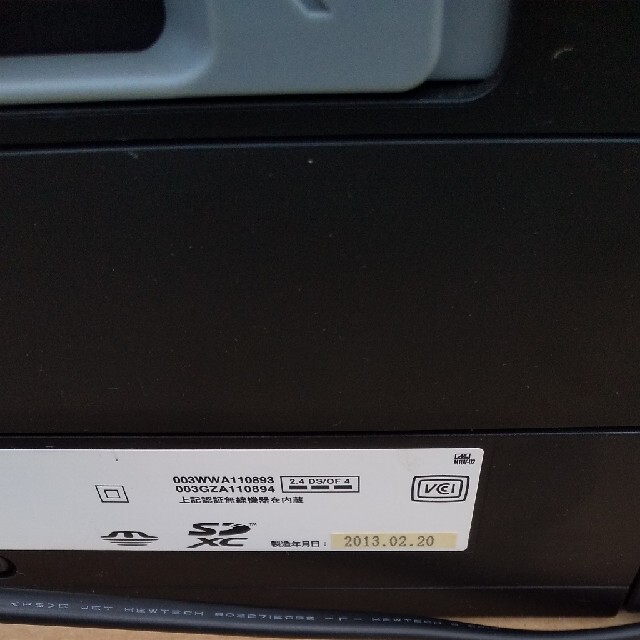 003WWA110893
003GZA110894
2.4 DS/OF 4
上記認証無線機器を内蔵
VCI
SD
XC
製造年月日： 2013.02.20